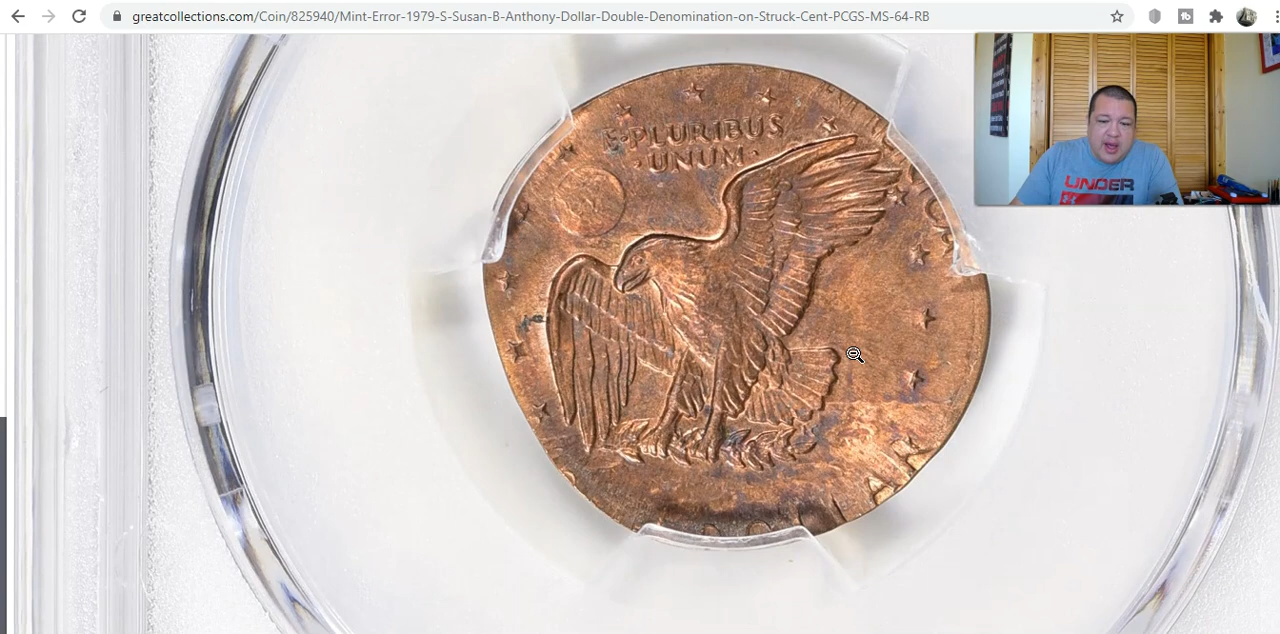 greatcollections.com/Coin/825940/Mint-Error-1979-S-Susan-B-Anthony-Dollar-Double-Denomination-on-Struck-Cent-PCGS-MS-64-RB
E·PLURIBUS
·UNUM·
UNDER